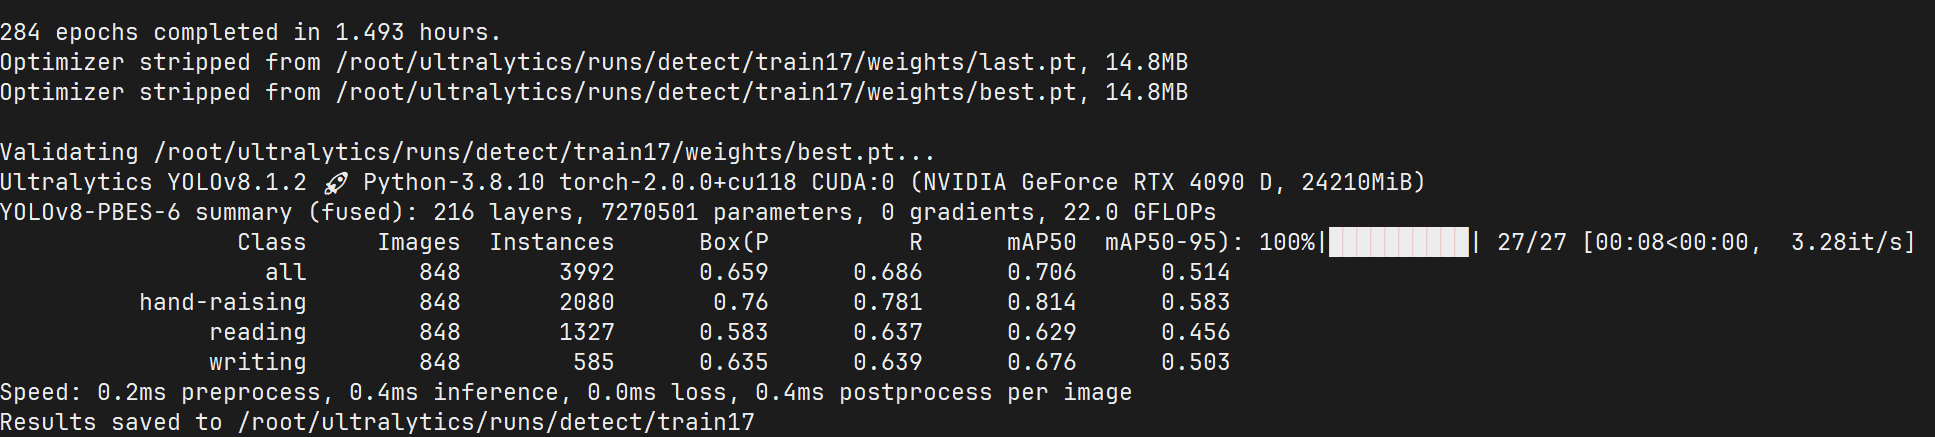 284 epochs completed in 1.493 hours.
Optimizer stripped from /root/ultralytics/runs/detect/train17/weights/last.pt, 14.8MB
Optimizer stripped from /root/ultralytics/runs/detect/train17/weights/best.pt, 14.8MB
Validating /root/ultralytics/runs/detect/train17/weights/best.pt...
Ultralytics YOLOv8.1.2 🚀 Python-3.8.10 torch-2.0.0+cu118 CUDA:0 (NVIDIA GeForce RTX 4090 D, 24210MiB)
YOLOv8-PBES-6 summary (fused): 216 layers, 7270501 parameters, 0 gradients, 22.0 GFLOPs
Class Images Instances Box(P R mAP50 mAP50-95): 100%|██████████| 27/27 [00:08<00:00, 3.28it/s]
all 848 3992 0.659 0.686 0.706 0.514
hand-raising 848 2080 0.76 0.781 0.814 0.583
reading 848 1327 0.583 0.637 0.629 0.456
writing 848 585 0.635 0.639 0.676 0.503
Speed: 0.2ms preprocess, 0.4ms inference, 0.0ms loss, 0.4ms postprocess per image
Results saved to /root/ultralytics/runs/detect/train17